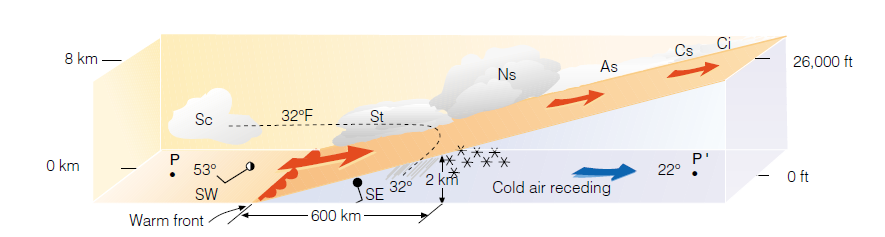 Ci
Cs
8 km
As
26,000 ft
Ns
Sc
32°F
St
P
P'
0 km
53°
22°
0 ft
SW
SE
32°
2 km
Cold air receding
Warm front
600 km